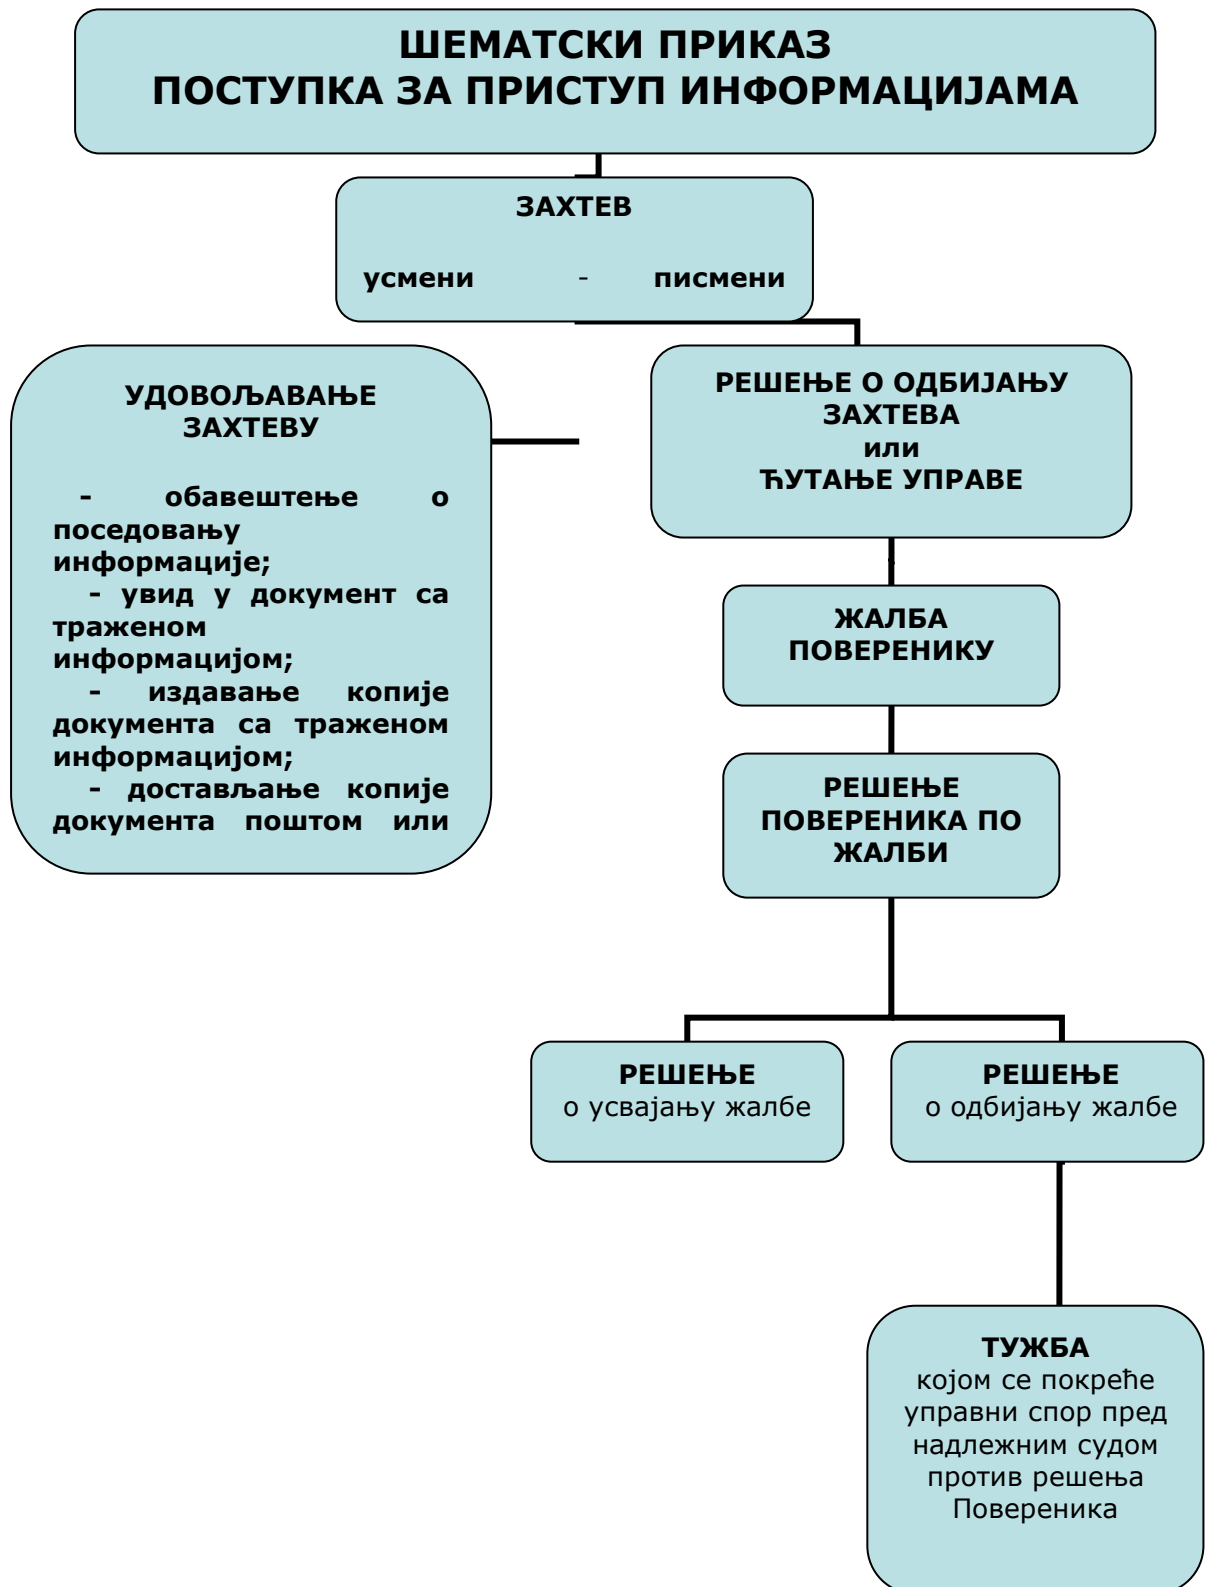 ШЕМАТСКИ ПРИКАЗ
ПОСТУПКА ЗА ПРИСТУП ИНФОРМАЦИЈАМА
ЗАХТЕВ
усмени - писмени
УДОВОЉАВАЊЕ
ЗАХТЕВУ
- обавештење о
поседовању
информације;
- увид у документ са
траженом
информацијом;
- издавање копије
документа са траженом
информацијом;
- достављање копије
документа поштом или
РЕШЕЊЕ О ОДБИЈАЊУ
ЗАХТЕВА
или
ЋУТАЊЕ УПРАВЕ
ЖАЛБА
ПОВЕРЕНИКУ
РЕШЕЊЕ
ПОВЕРЕНИКА ПО
ЖАЛБИ
РЕШЕЊЕ
о усвајању жалбе
РЕШЕЊЕ
о одбијању жалбе
ТУЖБА
којом се покреће
управни спор пред
надлежним судом
против решења
Повереника